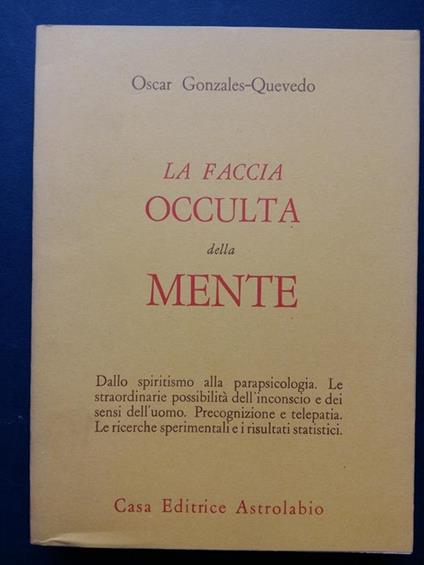 Oscar Gonzales-Quevedo
LA FACCIA
OCCULTA
della
MENTE
Dallo spiritismo alla parapsicologia. Le
straordinarie possibilità dell'inconscio e dei
sensi dell'uomo. Precognizione e telepatia.
Le ricerche sperimentali e i risultati statistici.
Casa Editrice Astrolabio